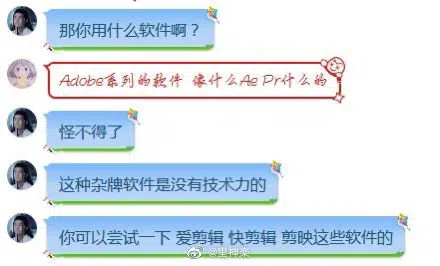 那你用什么软件啊？
Adobe系列的软件 像什么Ae Pr什么的
怪不得了
这种杂牌软件是没有技术力的
你可以尝试一下 爱剪辑 快剪辑 剪映这些软件的
@里神楽